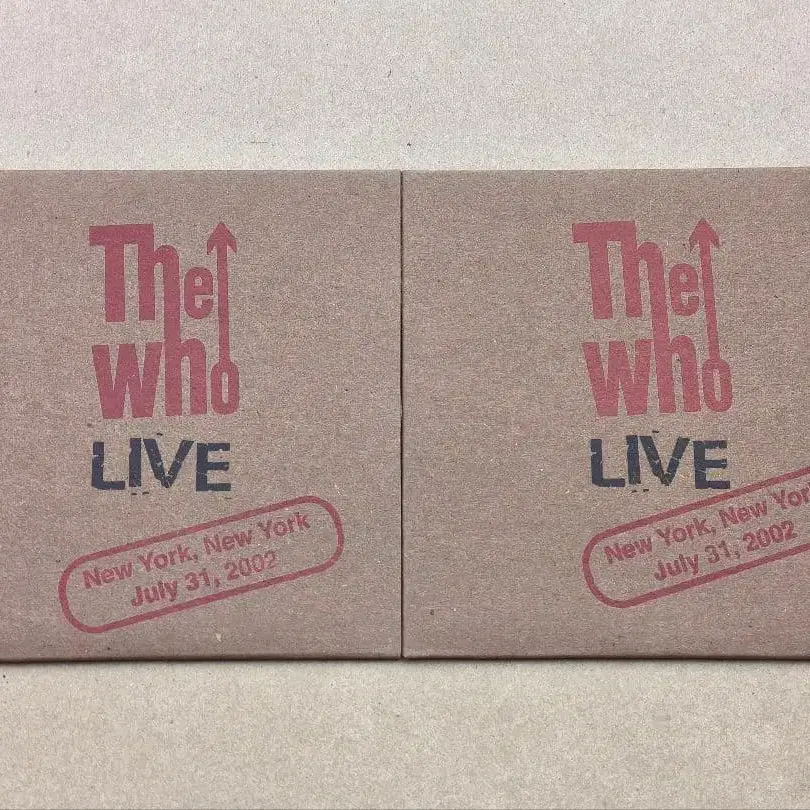 The
who
LIVE
New York, New York
July 31, 2002
The
who
LIVE
New York, New Yor
July 31, 2002